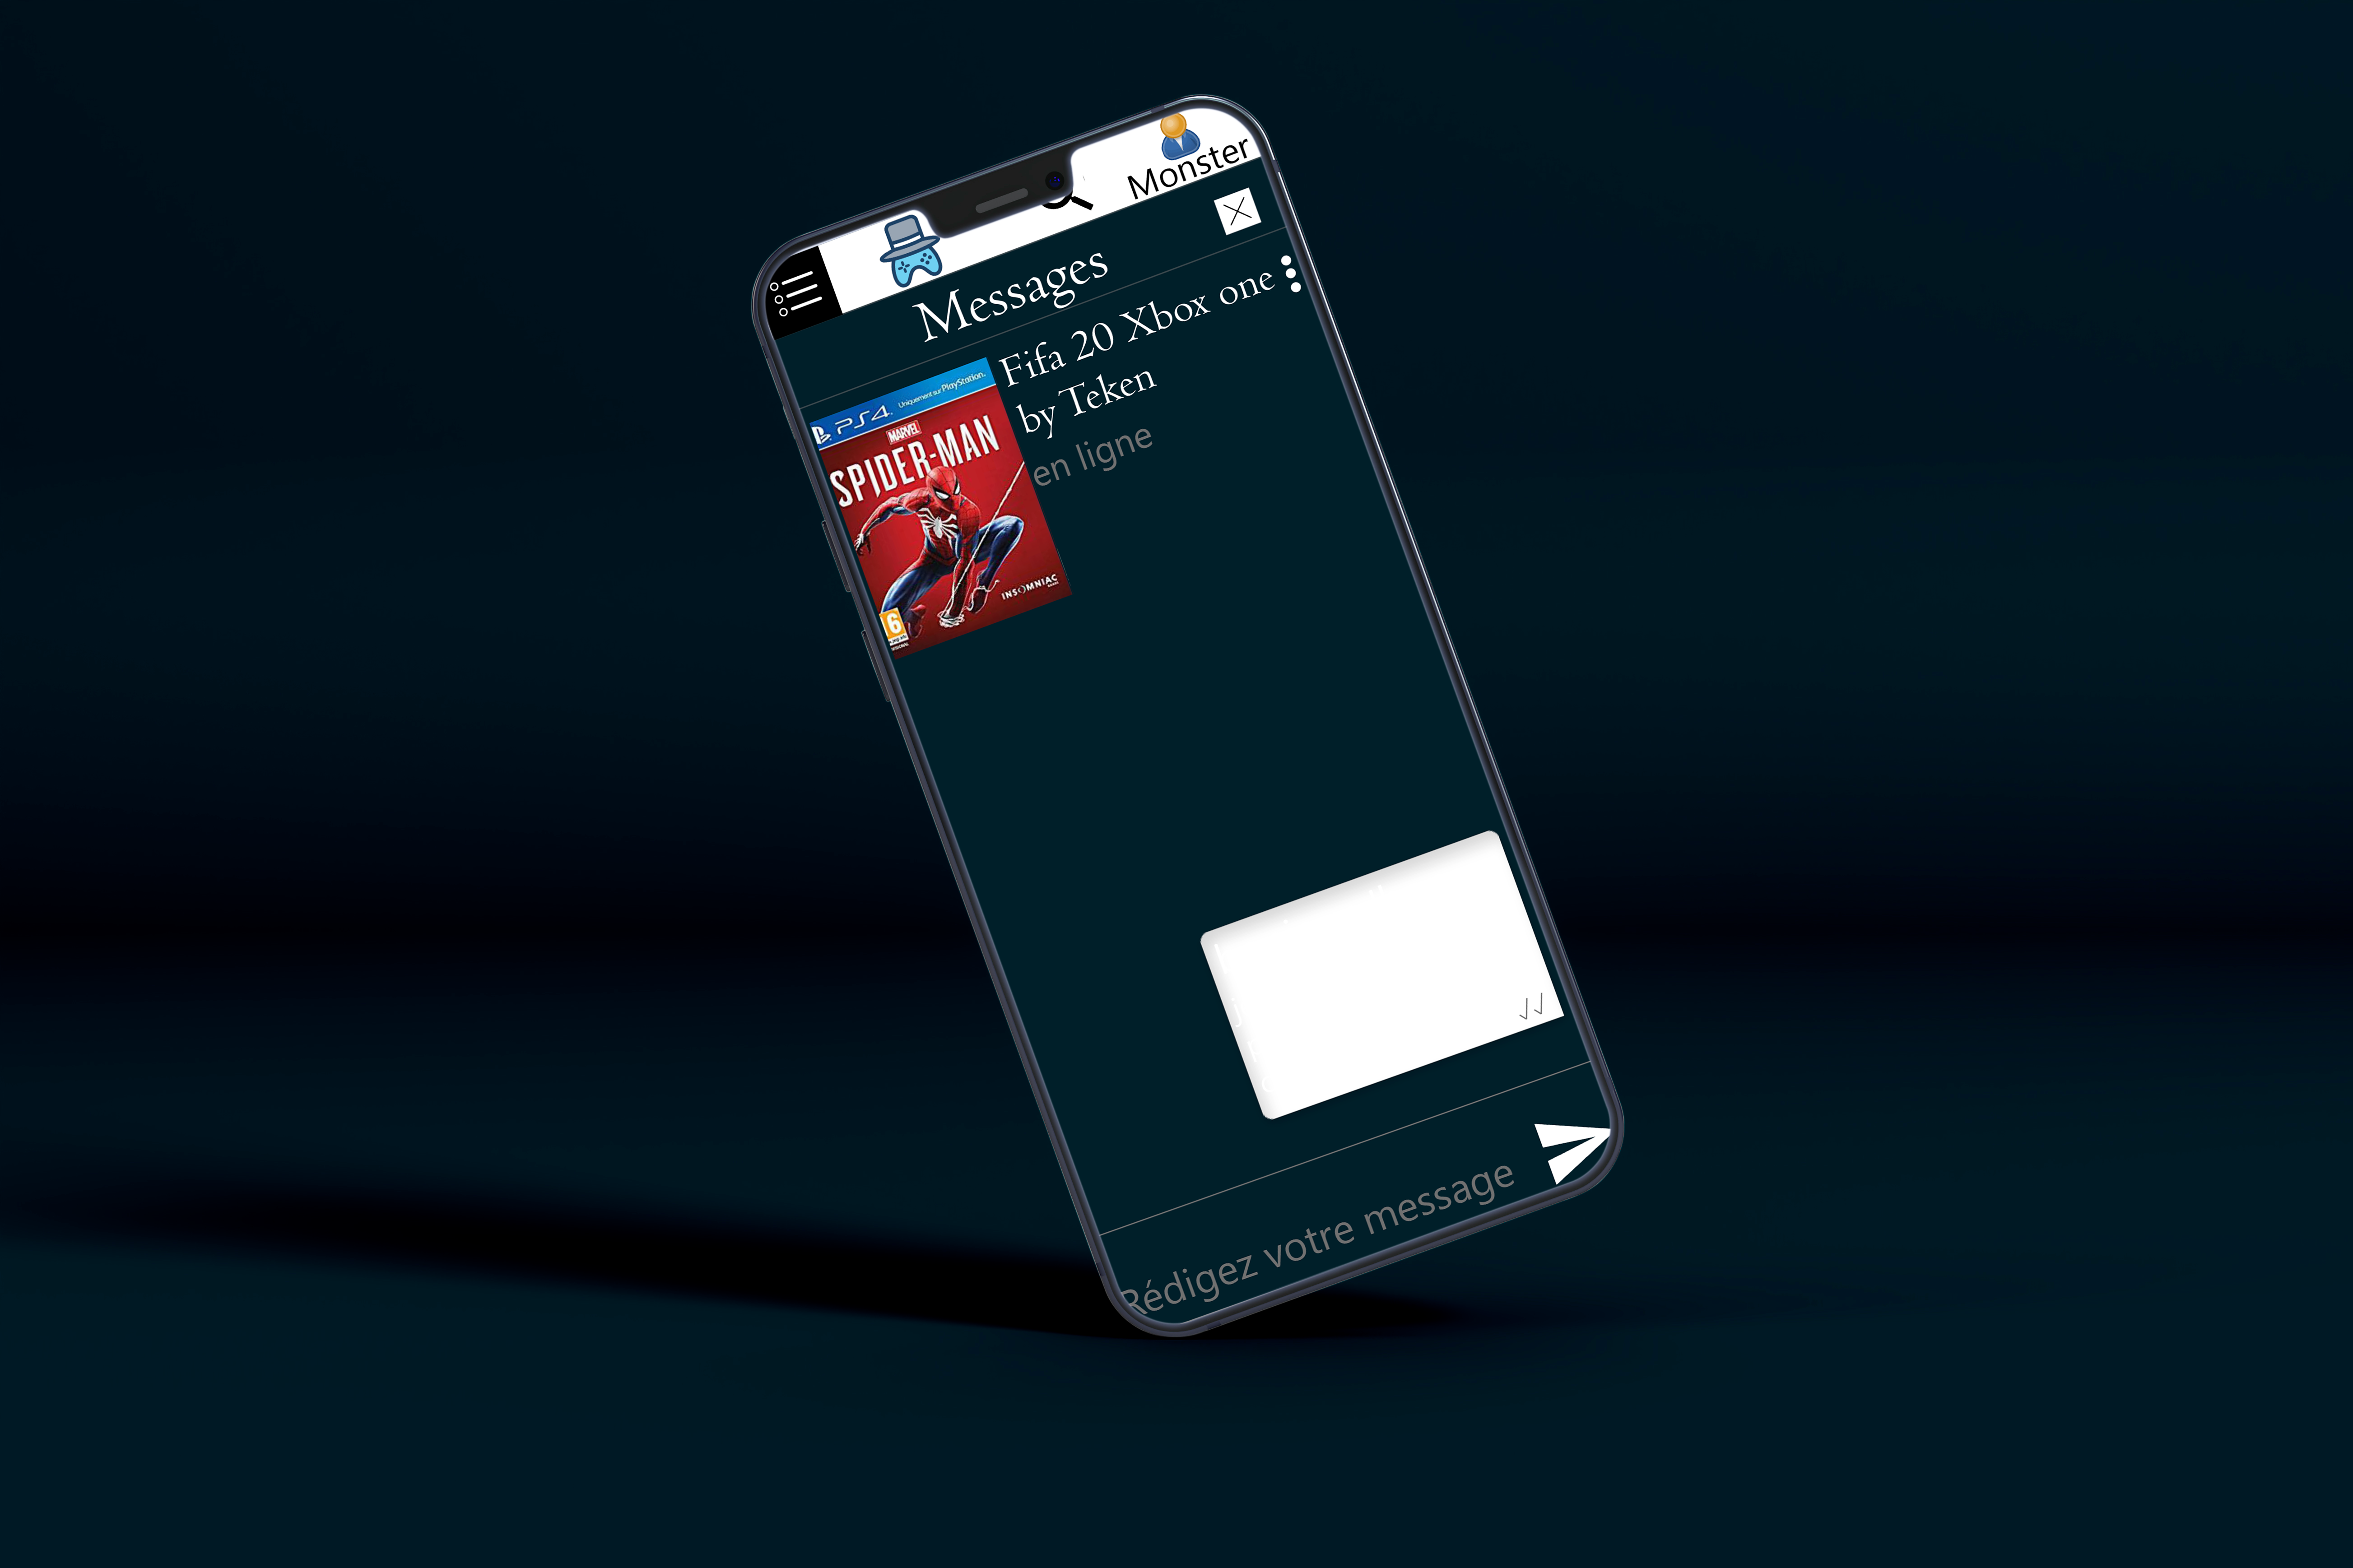 Monster
Messages
Fifa 20 Xbox one
by Teken
en ligne
PS4
Uniquement sur PlayStation.
MARVEL
SPIDER-MAN
INSOMNIAC
GAMES
6
Rédigez votre message